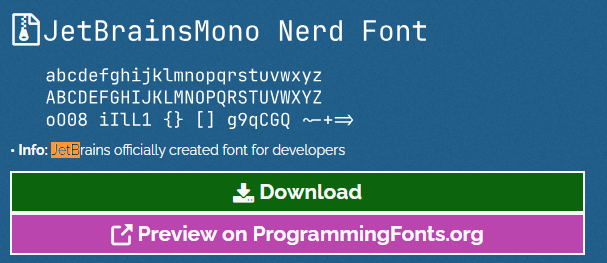 JetBrainsMono Nerd Font
abcdefghijklmnopqrstuvwxyz
ABCDEFGHIJKLMNOPQRSTUVWXYZ
oO08 iIlL1 {} [] g9qCGQ ~-+=>
• Info: JetBrains officially created font for developers
Download
Preview on ProgrammingFonts.org